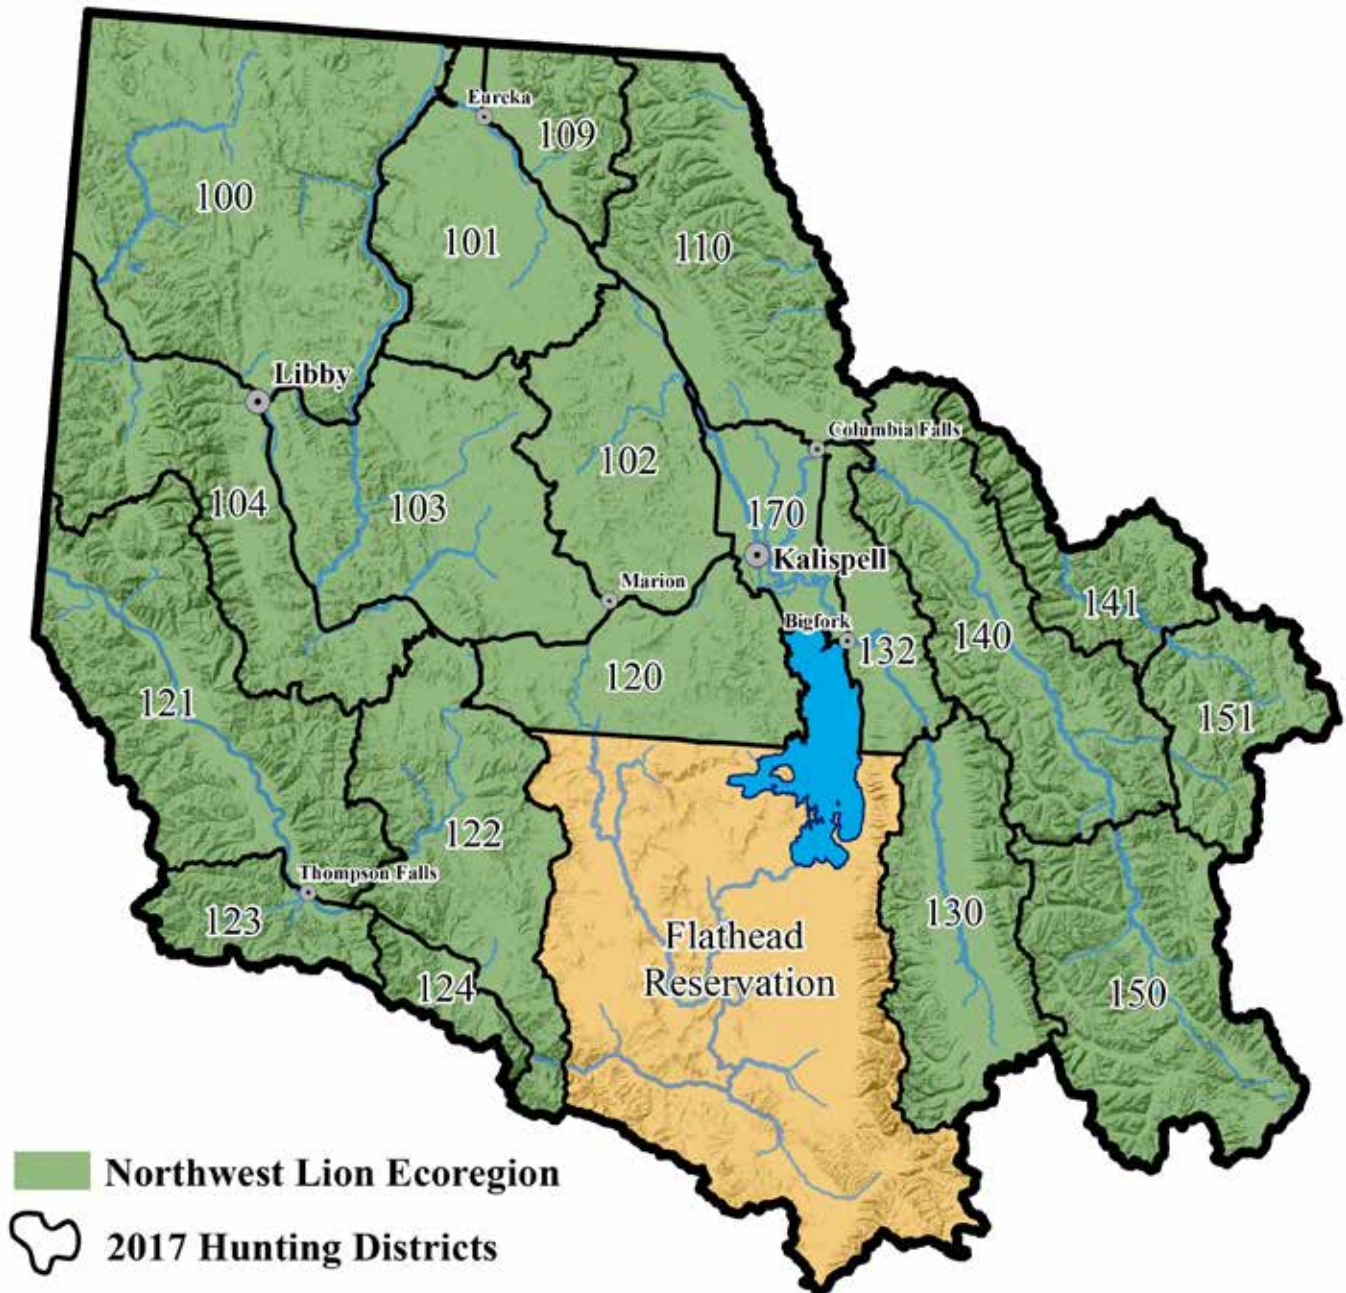 Eureka
109
100
101
110
Libby
Columbia Falls
102
104
103
170
Kalispell
Marion
141
Bigfork
140
132
120
121
151
122
Thompson Falls
123
130
Flathead
Reservation
124
150
Northwest Lion Ecoregion
2017 Hunting Districts